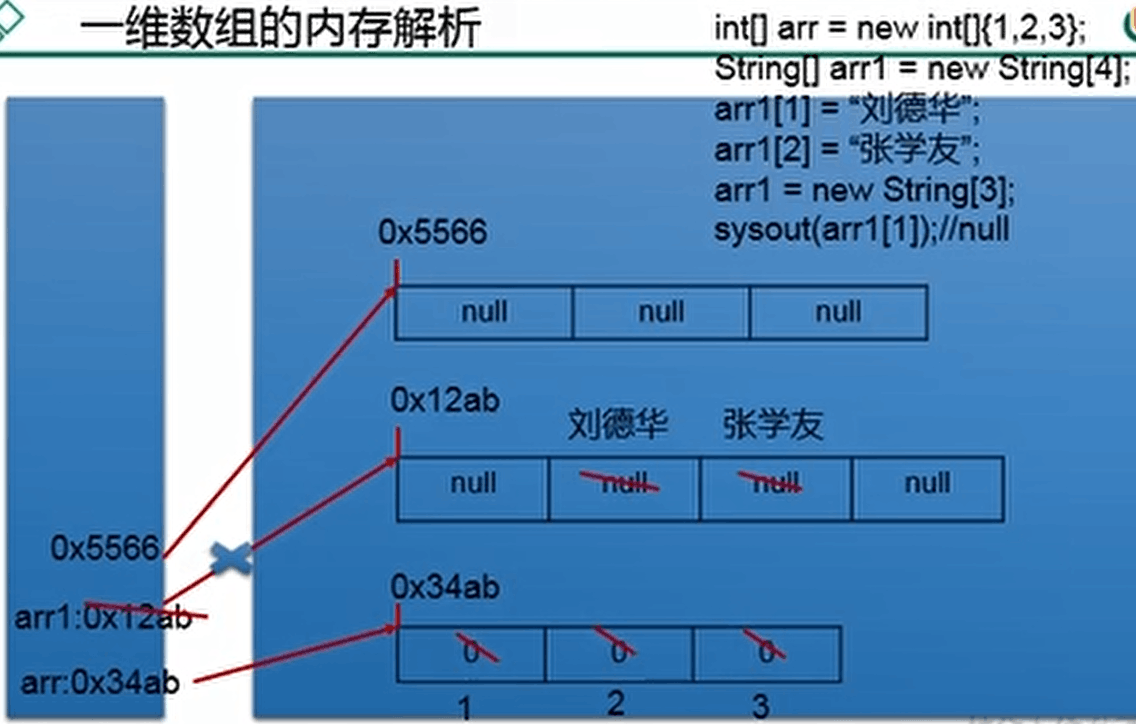 一维数组的内存解析
int[] arr = new int[]{1,2,3};
String[] arr1 = new String[4];
arr1[1] = “刘德华”;
arr1[2] = “张学友”;
arr1 = new String[3];
sysout(arr1[1]);//null
0x5566
null null null
0x12ab
刘德华 张学友
null null null null
0x5566
arr1:0x12ab
0x34ab
arr:0x34ab
0 0 0
1 2 3